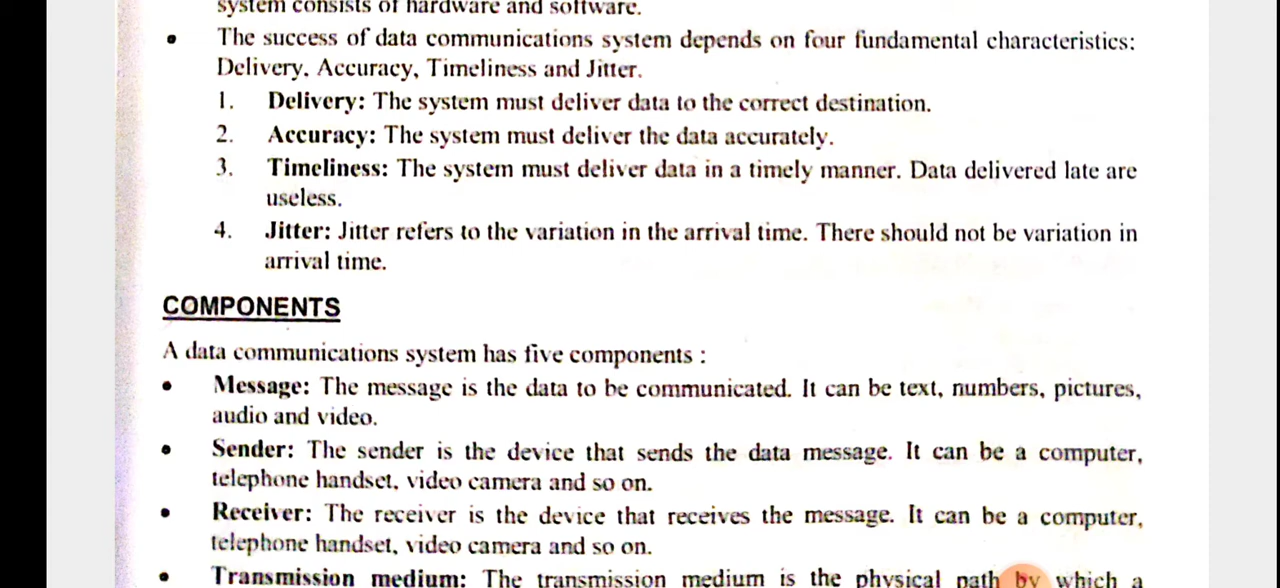 system consists of hardware and software.
• The success of data communications system depends on four fundamental characteristics:
Delivery, Accuracy, Timeliness and Jitter.
1. Delivery: The system must deliver data to the correct destination.
2. Accuracy: The system must deliver the data accurately.
3. Timeliness: The system must deliver data in a timely manner. Data delivered late are
useless.
4. Jitter: Jitter refers to the variation in the arrival time. There should not be variation in
arrival time.
COMPONENTS
A data communications system has five components :
• Message: The message is the data to be communicated. It can be text, numbers, pictures,
audio and video.
• Sender: The sender is the device that sends the data message. It can be a computer,
telephone handset, video camera and so on.
• Receiver: The receiver is the device that receives the message. It can be a computer,
telephone handset, video camera and so on.
• Transmission medium: The transmission medium is the physical path by which a